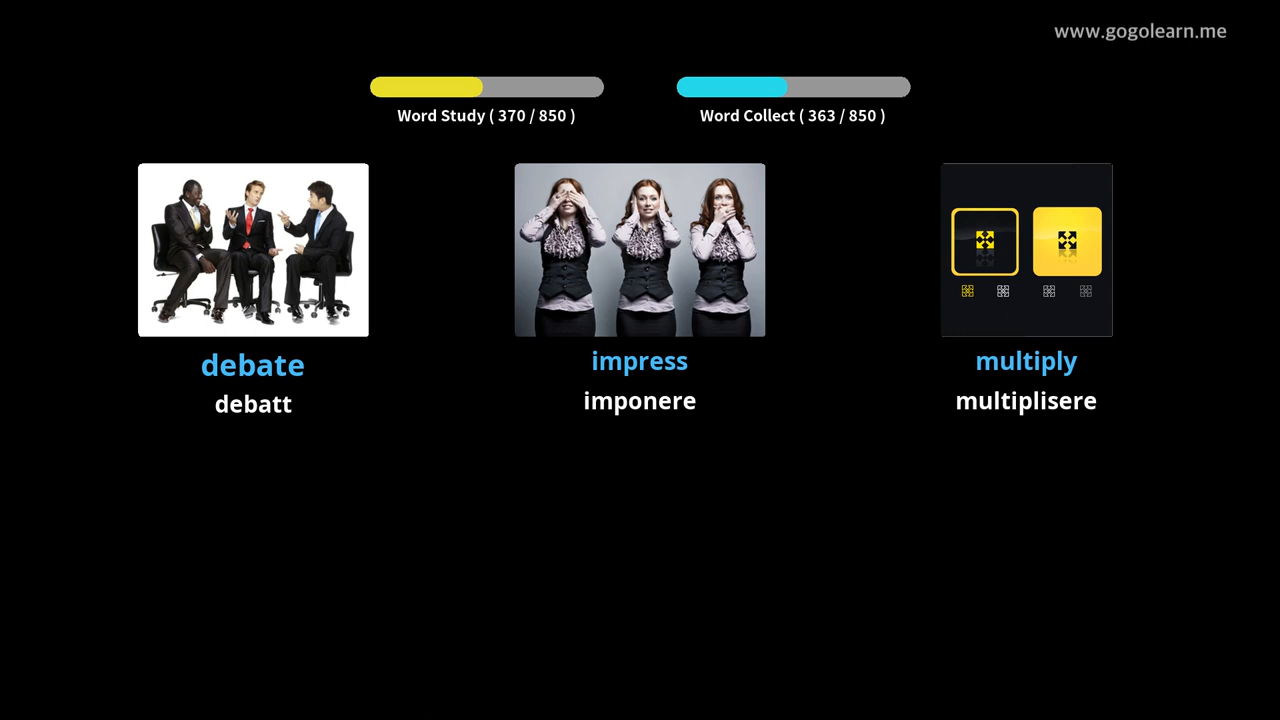 www.gogolearn.me
Word Study ( 370 / 850 )
Word Collect ( 363 / 850 )
debate
debatt
impress
imponere
multiply
multiplisere